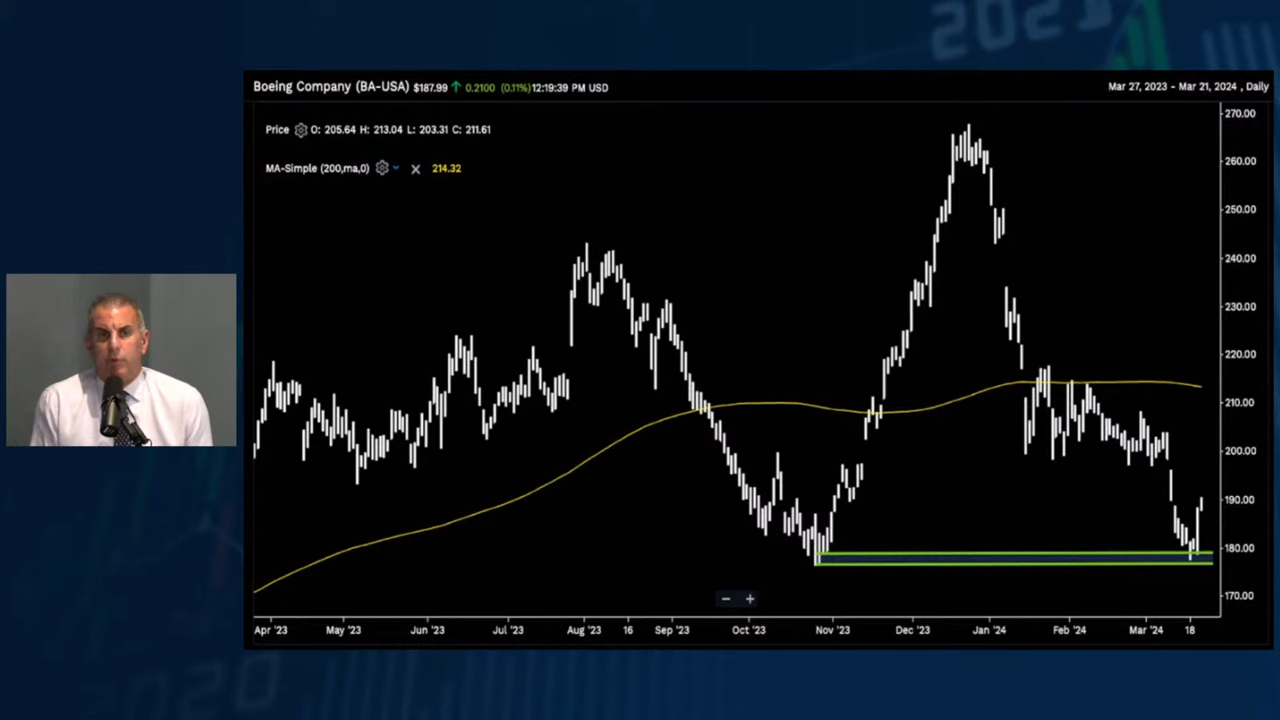 2021
Boeing Company (BA-USA) $187.99 ↑ 0.2100 (0.11%) 12:19:39 PM USD
Mar 27, 2023 - Mar 21, 2024 , Daily
Price O: 205.64 H: 213.04 L: 203.31 C: 211.61
MA-Simple (200,ma,0) X 214.32
270.00
260.00
250.00
240.00
230.00
220.00
210.00
200.00
190.00
180.00
170.00
− +
Apr '23 May '23 Jun '23 Jul '23 Aug '23 16 Sep '23 Oct '23 Nov '23 Dec '23 Jan '24 Feb '24 Mar '24 18
2020